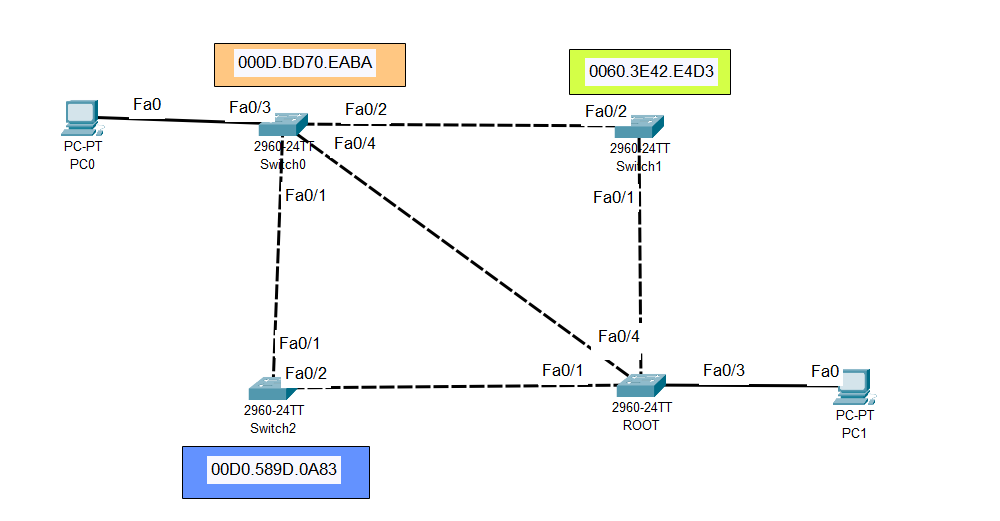 000D.BD70.EABA
0060.3E42.E4D3
Fa0
Fa0/3
Fa0/2
Fa0/2
PC-PT
PC0
2960-24TT
Switch0
Fa0/4
2960-24TT
Switch1
Fa0/1
Fa0/1
Fa0/1
Fa0/4
Fa0/2
Fa0/1
Fa0/3
Fa0
2960-24TT
Switch2
2960-24TT
ROOT
PC-PT
PC1
00D0.589D.0A83